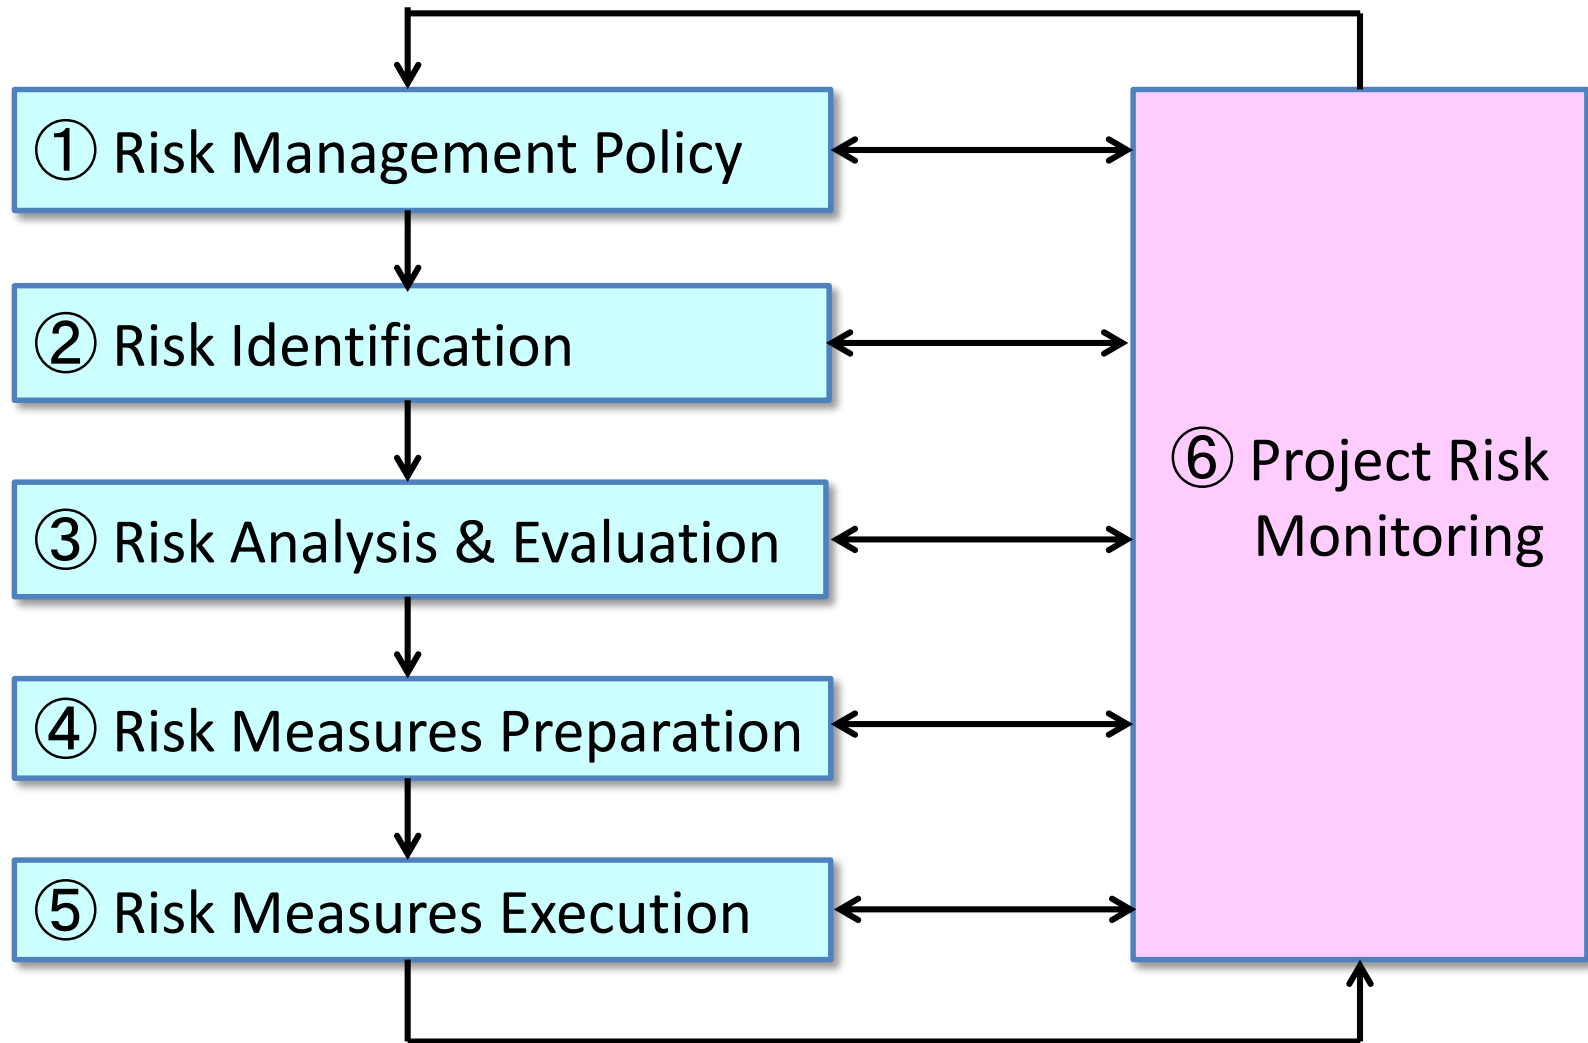 ① Risk Management Policy
② Risk Identification
③ Risk Analysis & Evaluation
④ Risk Measures Preparation
⑤ Risk Measures Execution
⑥ Project Risk
Monitoring